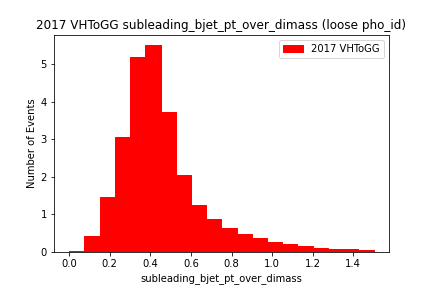 2017 VHToGG subleading_bjet_pt_over_dimass (loose pho_id)
2017 VHToGG
Number of Events
5
4
3
2
1
0
0.0 0.2 0.4 0.6 0.8 1.0 1.2 1.4
subleading_bjet_pt_over_dimass